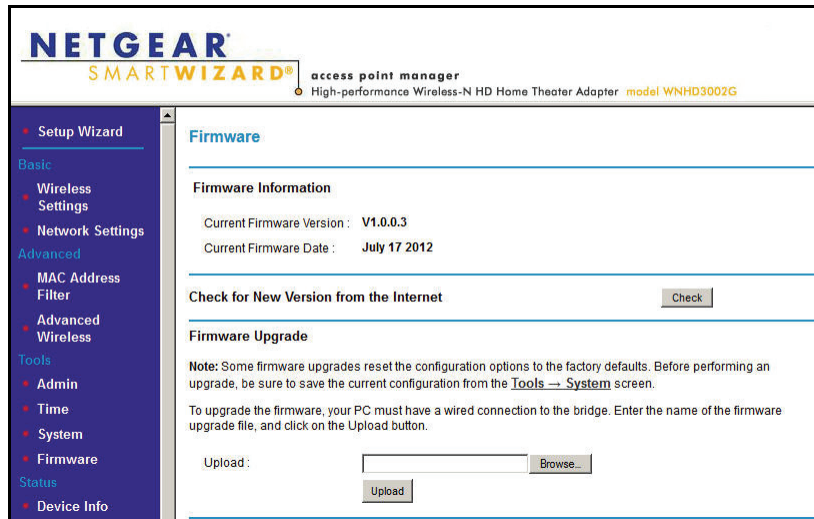 NETGEAR
SMARTWIZARD®
access point manager
High-performance Wireless-N HD Home Theater Adapter model WNHD3002G
Setup Wizard
Basic
Wireless
Settings
Network Settings
Advanced
MAC Address
Filter
Advanced
Wireless
Tools
Admin
Time
System
Firmware
Status
Device Info
Firmware
Firmware Information
Current Firmware Version : V1.0.0.3
Current Firmware Date : July 17 2012
Check for New Version from the Internet Check
Firmware Upgrade
Note: Some firmware upgrades reset the configuration options to the factory defaults. Before performing an
upgrade, be sure to save the current configuration from the Tools → System screen.
To upgrade the firmware, your PC must have a wired connection to the bridge. Enter the name of the firmware
upgrade file, and click on the Upload button.
Upload : Browse...
Upload